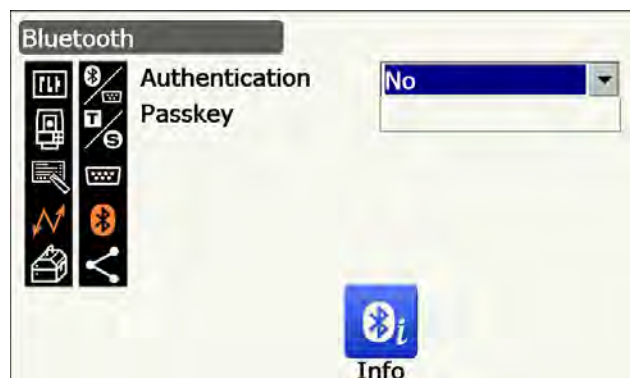 Bluetooth
Authentication No
Passkey
T
S
i
Info